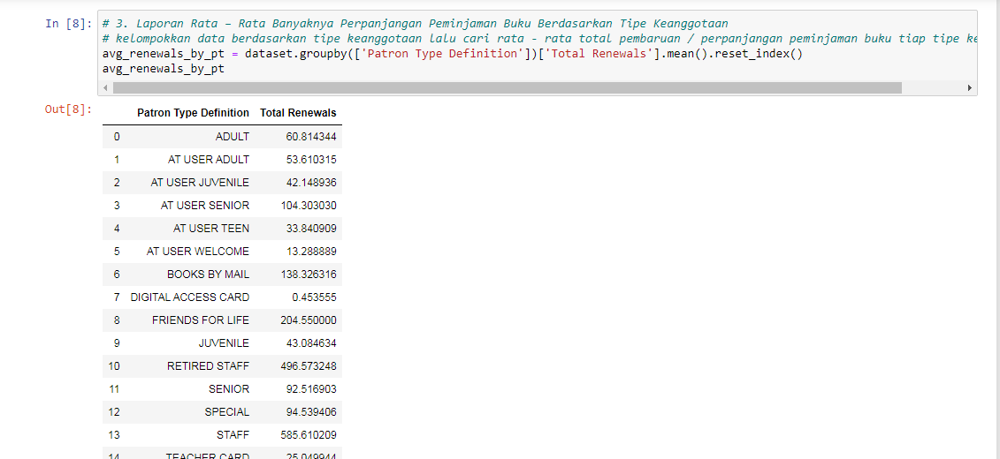 In [8]: # 3. Laporan Rata – Rata Banyaknya Perpanjangan Peminjaman Buku Berdasarkan Tipe Keanggotaan
# kelompokkan data berdasarkan tipe keanggotaan lalu cari rata - rata total pembaruan / perpanjangan peminjaman buku tiap tipe ke
avg_renewals_by_pt = dataset.groupby(['Patron Type Definition'])['Total Renewals'].mean().reset_index()
avg_renewals_by_pt
Out[8]:
Patron Type Definition Total Renewals
0 ADULT 60.814344
1 AT USER ADULT 53.610315
2 AT USER JUVENILE 42.148936
3 AT USER SENIOR 104.303030
4 AT USER TEEN 33.840909
5 AT USER WELCOME 13.288889
6 BOOKS BY MAIL 138.326316
7 DIGITAL ACCESS CARD 0.453555
8 FRIENDS FOR LIFE 204.550000
9 JUVENILE 43.084634
10 RETIRED STAFF 496.573248
11 SENIOR 92.516903
12 SPECIAL 94.539406
13 STAFF 585.610209
14 TEACHER CARD 25.049944